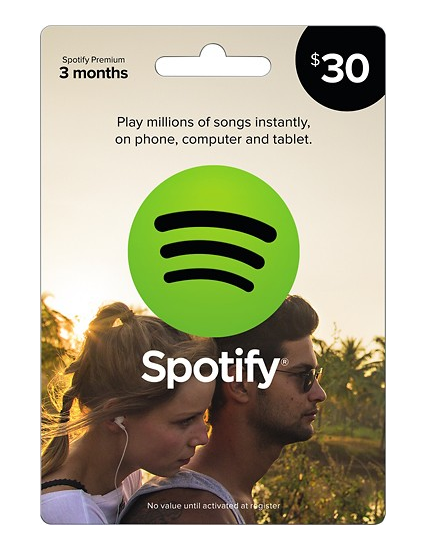 Spotify Premium
3 months
$30
Play millions of songs instantly,
on phone, computer and tablet.
Spotify®
No value until activated at register